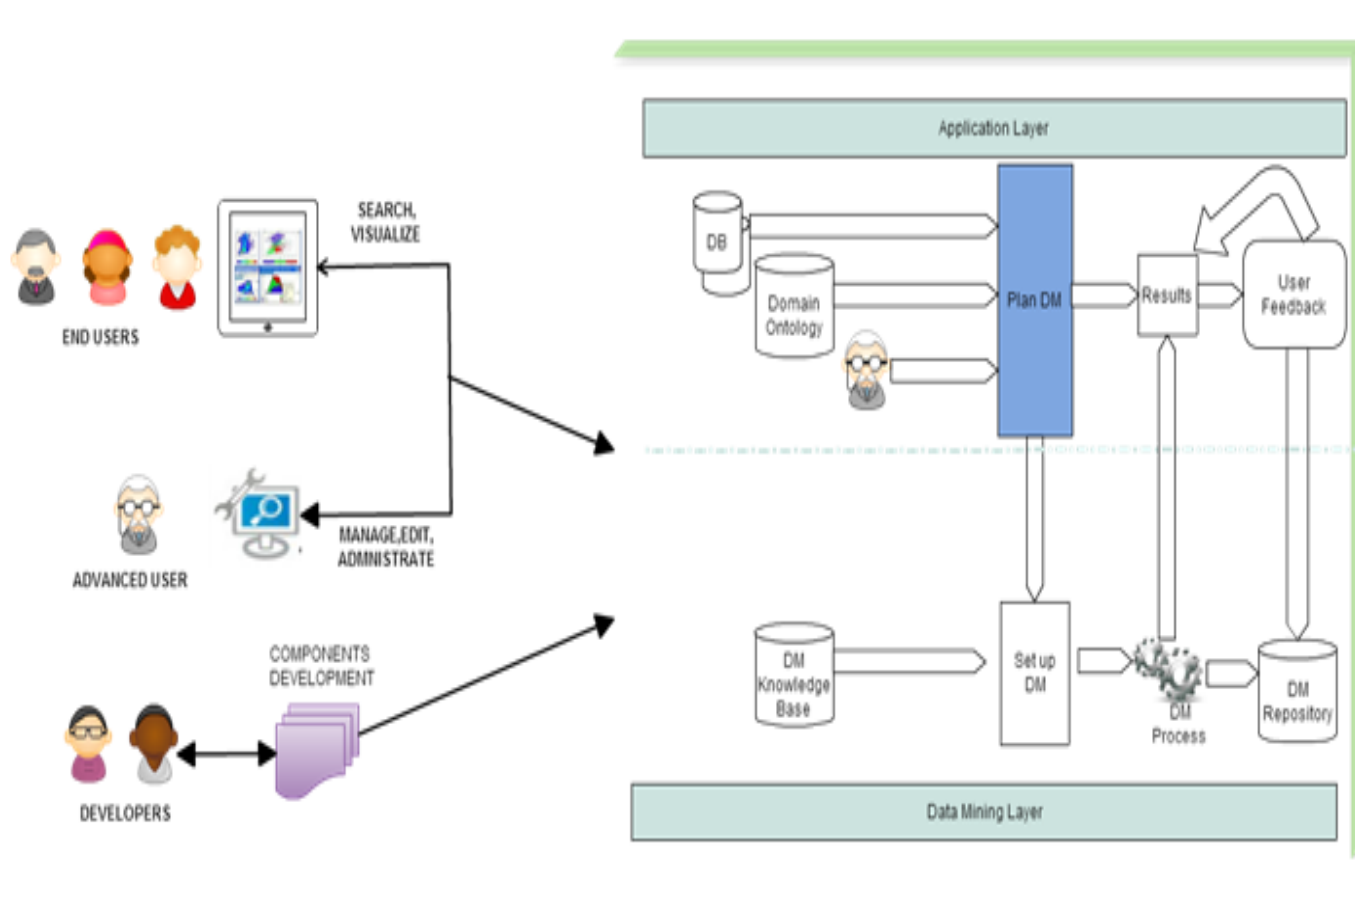 SEARCH,
VISUALIZE
END USERS
MANAGE,EDIT,
ADMNISTRATE
ADVANCED USER
COMPONENTS
DEVELOPMENT
DEVELOPERS
Application Layer
DB
Domain
Ontology
Plan DM
Results
User
Feedback
DM
Knowledge
Base
Set up
DM
DM
Process
DM
Repository
Data Mining Layer